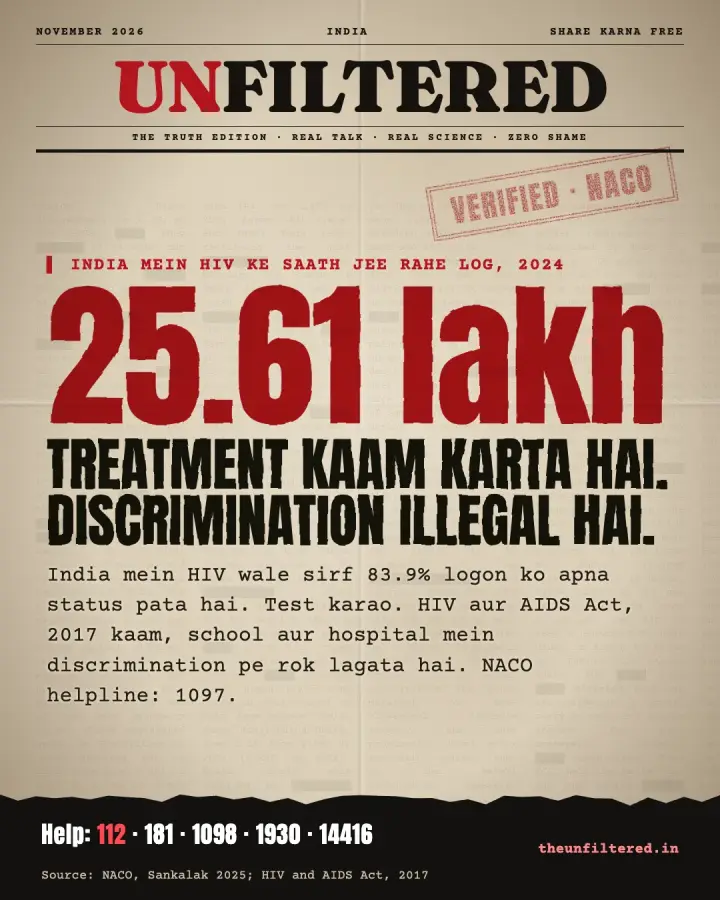 NOVEMBER 2026 INDIA SHARE KARNA FREE
UNFILTERED
THE TRUTH EDITION · REAL TALK · REAL SCIENCE · ZERO SHAME
VERIFIED · NACO
INDIA MEIN HIV KE SAATH JEE RAHE LOG, 2024
25.61 lakh
TREATMENT KAAM KARTA HAI.
DISCRIMINATION ILLEGAL HAI.
India mein HIV wale sirf 83.9% logon ko apna
status pata hai. Test karao. HIV aur AIDS Act,
2017 kaam, school aur hospital mein
discrimination pe rok lagata hai. NACO
helpline: 1097.
Help: 112 · 181 · 1098 · 1930 · 14416
theunfiltered.in
Source: NACO, Sankalak 2025; HIV and AIDS Act, 2017